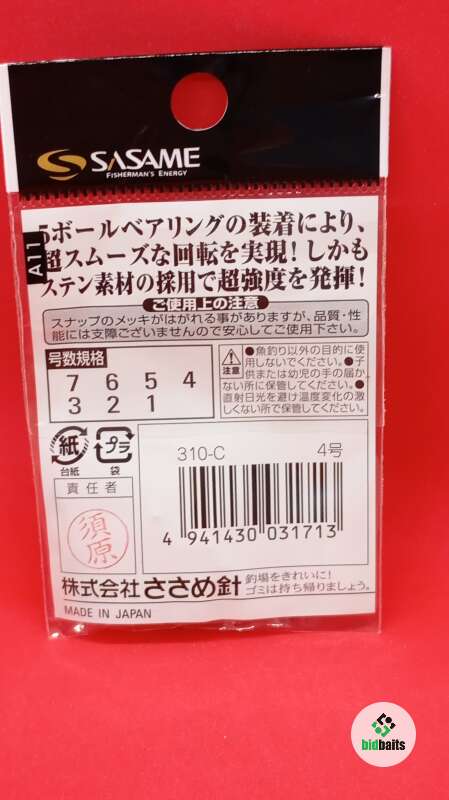 SASAME
FISHERMAN'S ENERGY
A11
5ボールベアリングの装着により、
超スムーズな回転を実現!しかも
ステン素材の採用で超強度を発揮!
ご使用上の注意
スナップのメッキがはがれる事がありますが、品質・性
能には支障ございませんので安心してご使用下さい。
号数規格
7 6 5 4
3 2 1
注意
●魚釣り以外の目的に使
用しないでください。●子
供または幼児の手の届か
ない所に保管してください。●
直射日光を避け温度変化の激
しくない所で保管してください。
紙
台紙
プラ
袋
責任者
須原
310-C 4号
4 941430 031713
株式会社ささめ針
釣場をきれいに!
ゴミは持ち帰りましょう。
MADE IN JAPAN
bidbaits